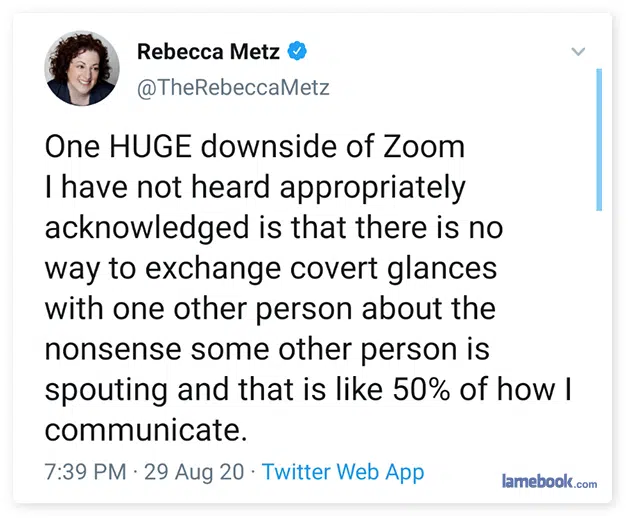 Rebecca Metz
@TheRebeccaMetz
One HUGE downside of Zoom
I have not heard appropriately
acknowledged is that there is no
way to exchange covert glances
with one other person about the
nonsense some other person is
spouting and that is like 50% of how I
communicate.
7:39 PM · 29 Aug 20 · Twitter Web App
lamebook.com